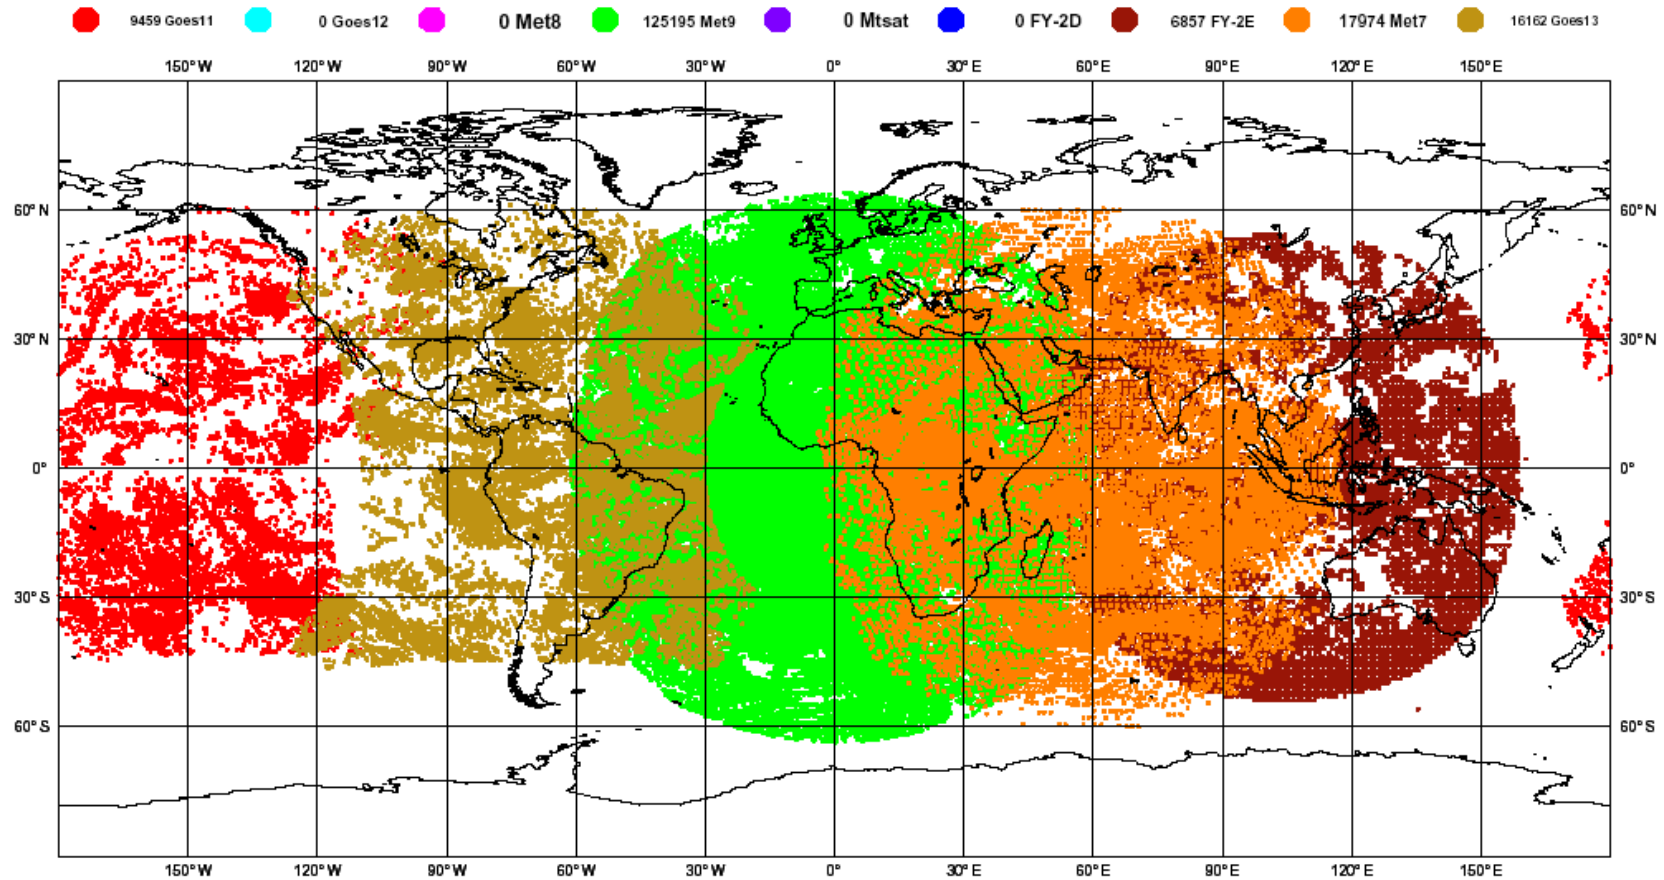 9459 Goes11 0 Goes12 0 Met8 125195 Met9 0 Mtsat 0 FY-2D 6857 FY-2E 17974 Met7 16162 Goes13
150°W 120°W 90°W 60°W 30°W 0° 30°E 60°E 90°E 120°E 150°E
60°N 60°N
30°N 30°N
0° 0°
30°S 30°S
60°S 60°S
150°W 120°W 90°W 60°W 30°W 0° 30°E 60°E 90°E 120°E 150°E